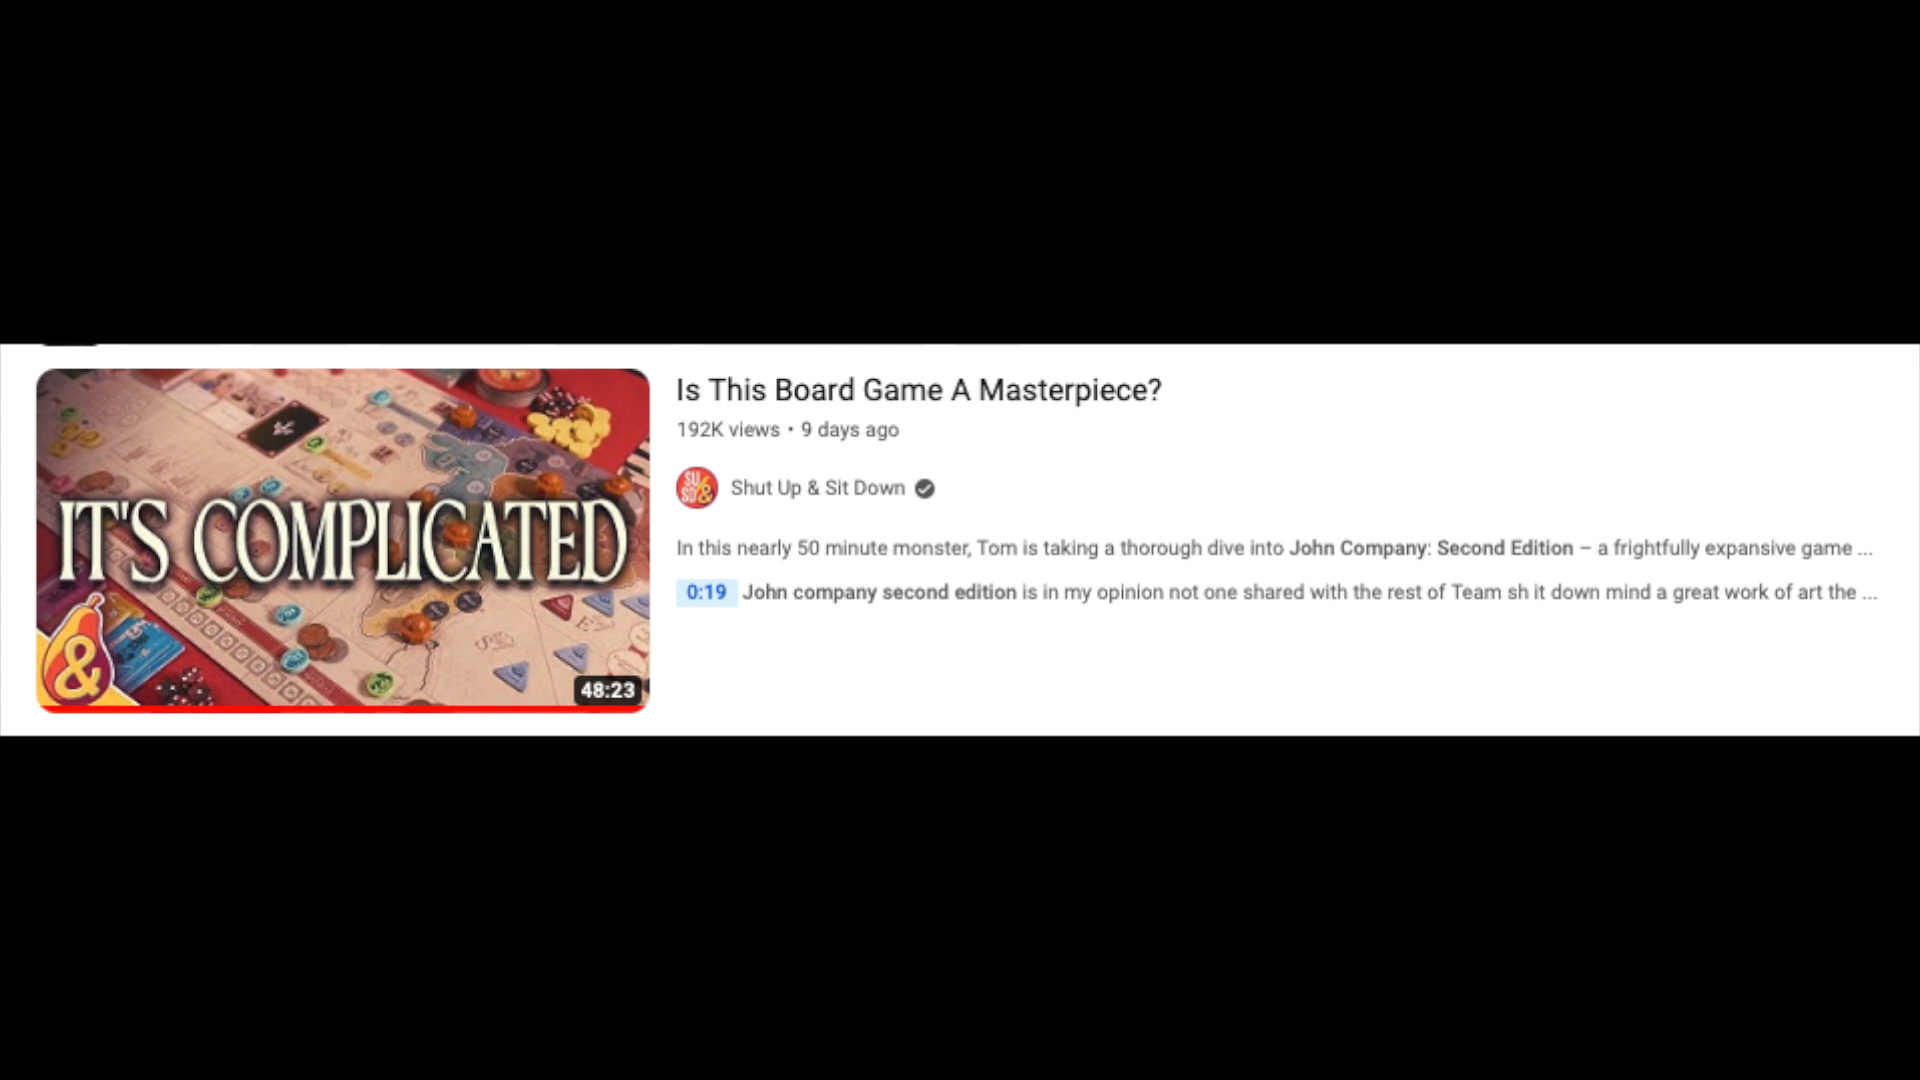 Is This Board Game A Masterpiece?
192K views • 9 days ago
SU
SD&
Shut Up & Sit Down
In this nearly 50 minute monster, Tom is taking a thorough dive into John Company: Second Edition – a frightfully expansive game ...
0:19 John company second edition is in my opinion not one shared with the rest of Team sh it down mind a great work of art the ...
IT'S COMPLICATED
&
48:23